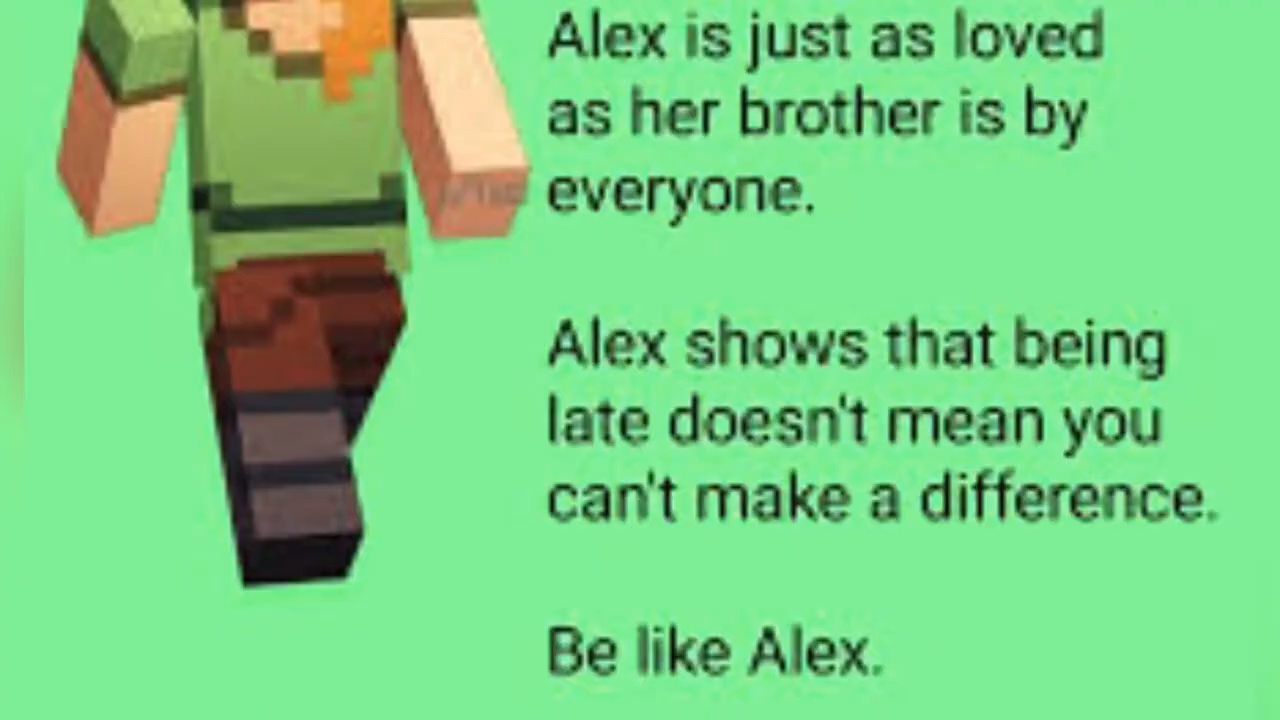 Alex is just as loved
as her brother is by
everyone.
Alex shows that being
late doesn't mean you
can't make a difference.
Be like Alex.